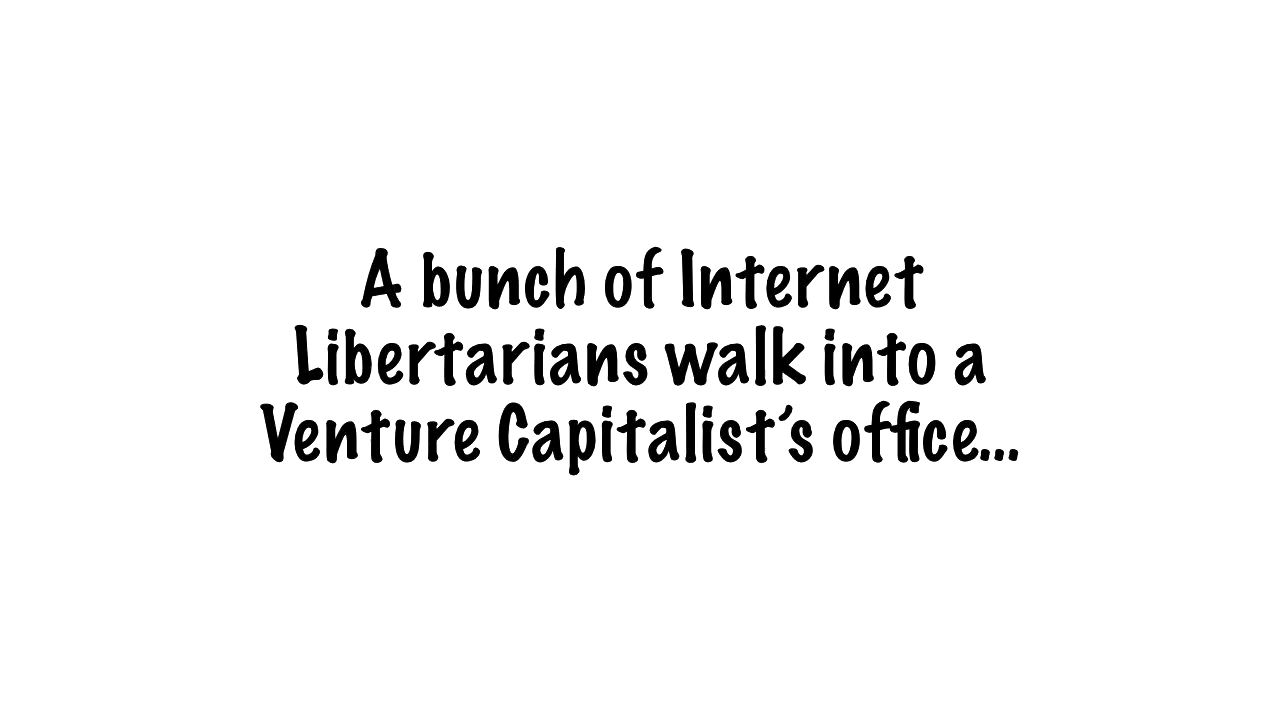 A bunch of Internet
Libertarians walk into a
Venture Capitalist’s office...